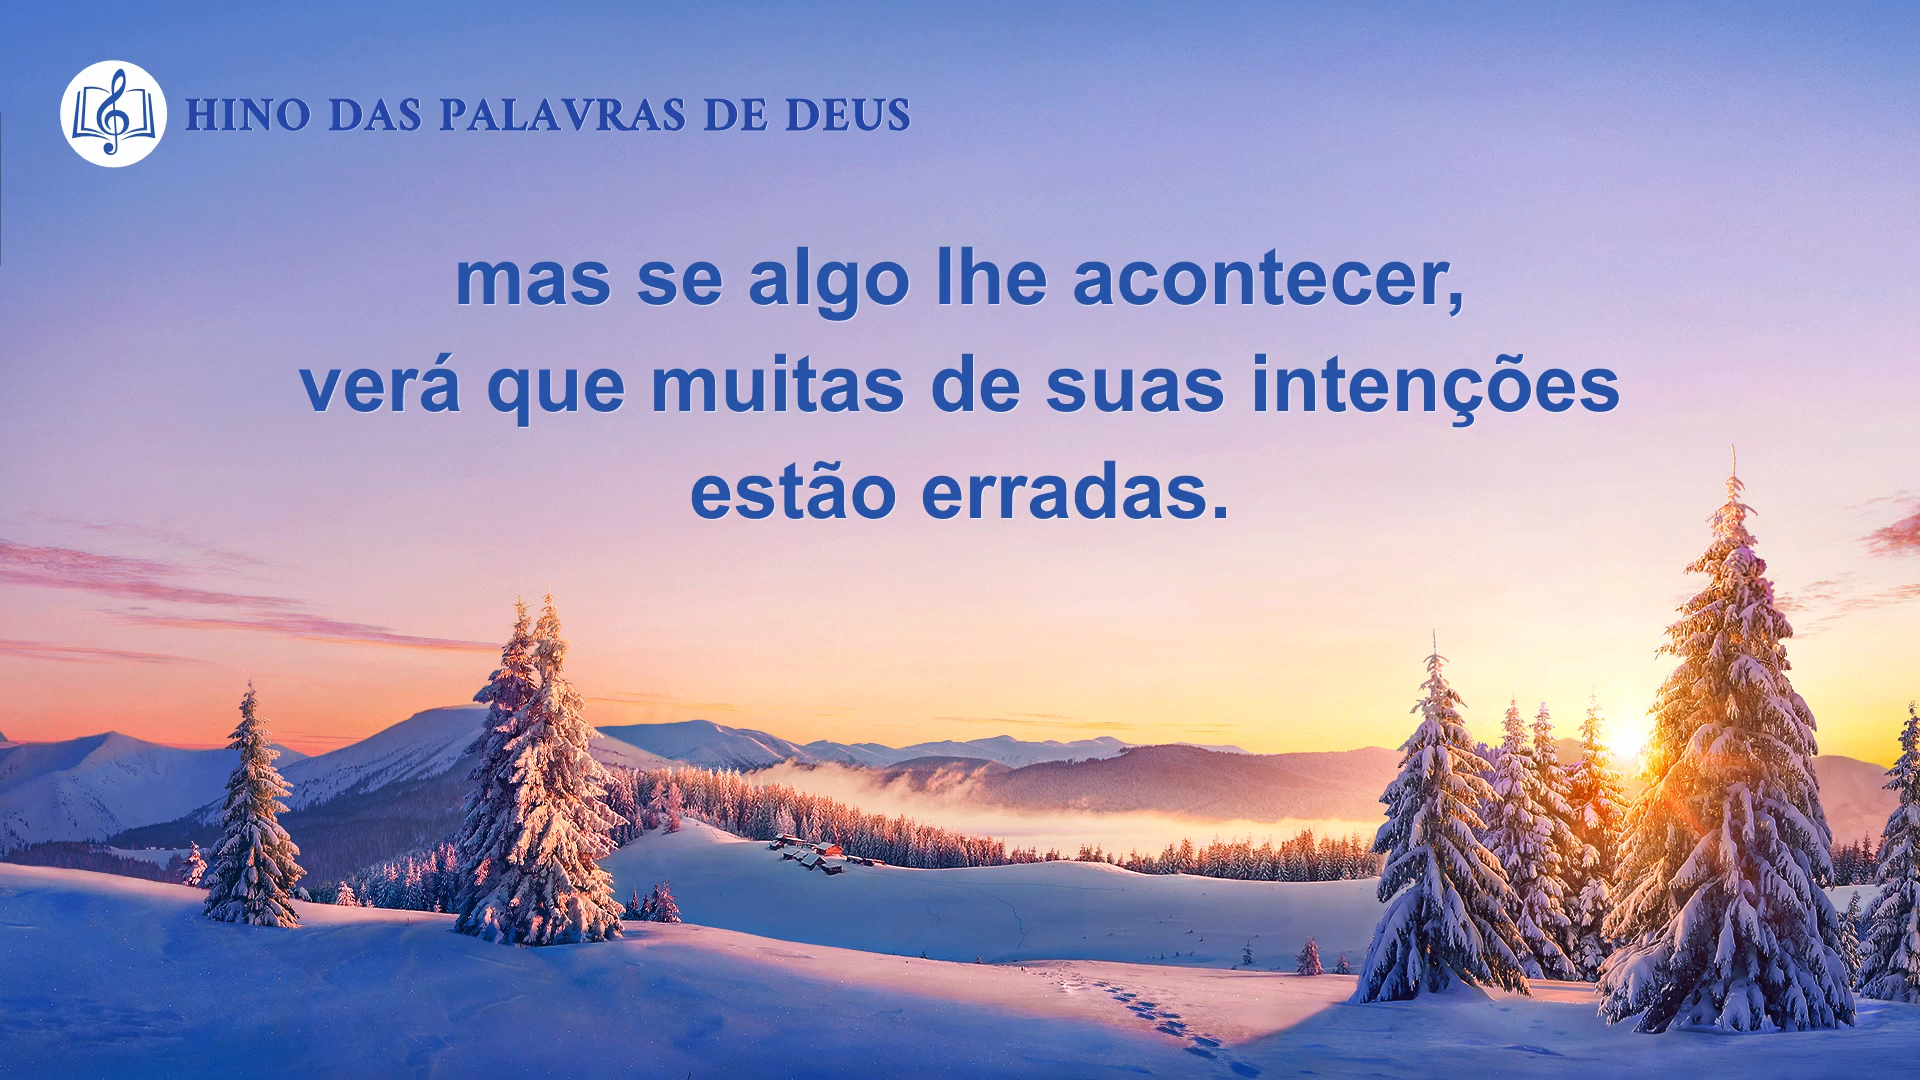 HINO DAS PALAVRAS DE DEUS
mas se algo lhe acontecer,
verá que muitas de suas intenções
estão erradas.